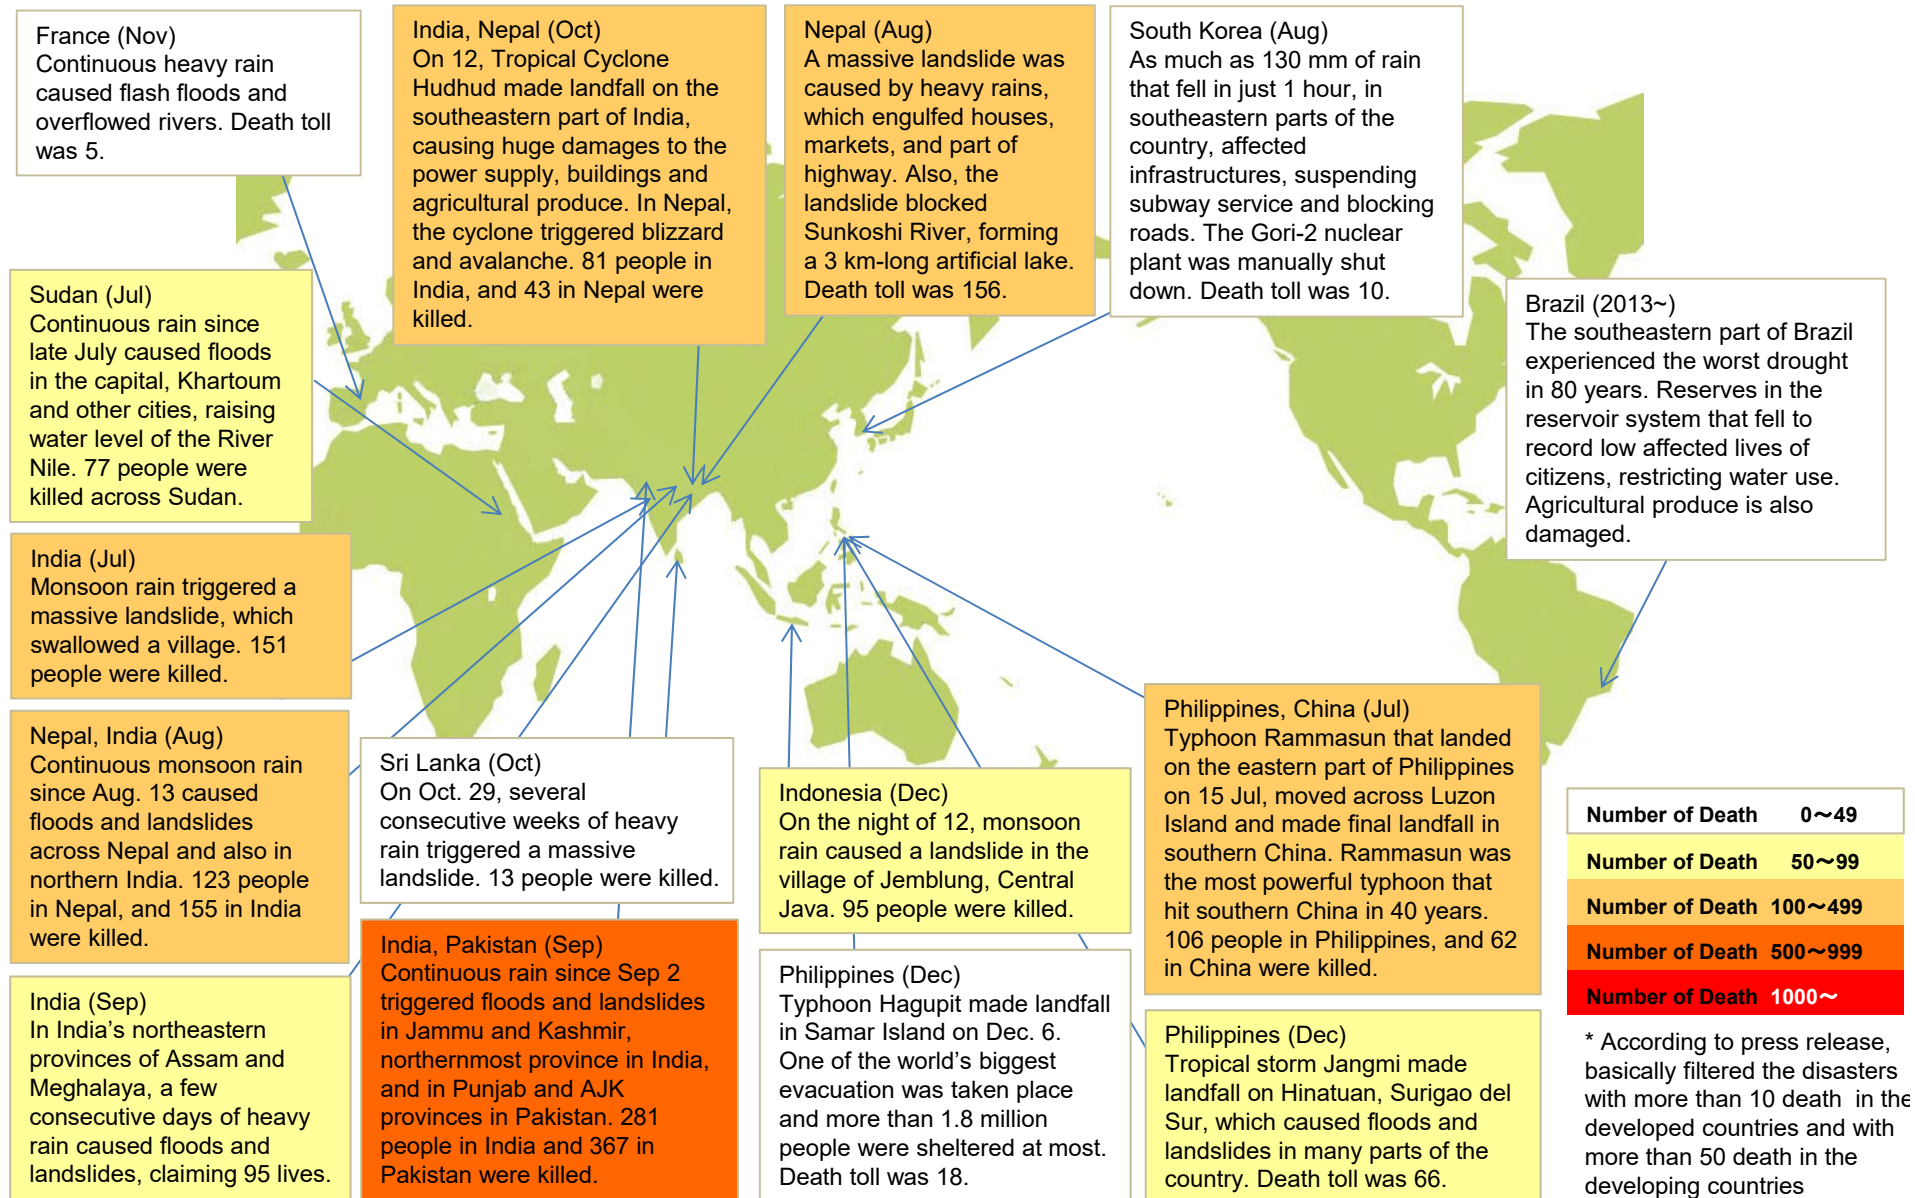 France (Nov)
Continuous heavy rain
caused flash floods and
overflowed rivers. Death toll
was 5.
India, Nepal (Oct)
On 12, Tropical Cyclone
Hudhud made landfall on the
southeastern part of India,
causing huge damages to the
power supply, buildings and
agricultural produce. In Nepal,
the cyclone triggered blizzard
and avalanche. 81 people in
India, and 43 in Nepal were
killed.
Nepal (Aug)
A massive landslide was
caused by heavy rains,
which engulfed houses,
markets, and part of
highway. Also, the
landslide blocked
Sunkoshi River, forming
a 3 km-long artificial lake.
Death toll was 156.
South Korea (Aug)
As much as 130 mm of rain
that fell in just 1 hour, in
southeastern parts of the
country, affected
infrastructures, suspending
subway service and blocking
roads. The Gori-2 nuclear
plant was manually shut
down. Death toll was 10.
Brazil (2013~)
The southeastern part of Brazil
experienced the worst drought
in 80 years. Reserves in the
reservoir system that fell to
record low affected lives of
citizens, restricting water use.
Agricultural produce is also
damaged.
Sudan (Jul)
Continuous rain since
late July caused floods
in the capital, Khartoum
and other cities, raising
water level of the River
Nile. 77 people were
killed across Sudan.
India (Jul)
Monsoon rain triggered a
massive landslide, which
swallowed a village. 151
people were killed.
Nepal, India (Aug)
Continuous monsoon rain
since Aug. 13 caused
floods and landslides
across Nepal and also in
northern India. 123 people
in Nepal, and 155 in India
were killed.
India (Sep)
In India's northeastern
provinces of Assam and
Meghalaya, a few
consecutive days of heavy
rain caused floods and
landslides, claiming 95 lives.
Sri Lanka (Oct)
On Oct. 29, several
consecutive weeks of heavy
rain triggered a massive
landslide. 13 people were killed.
India, Pakistan (Sep)
Continuous rain since Sep 2
triggered floods and landslides
in Jammu and Kashmir,
northernmost province in India,
and in Punjab and AJK
provinces in Pakistan. 281
people in India and 367 in
Pakistan were killed.
Indonesia (Dec)
On the night of 12, monsoon
rain caused a landslide in the
village of Jemblung, Central
Java. 95 people were killed.
Philippines (Dec)
Typhoon Hagupit made landfall
in Samar Island on Dec. 6.
One of the world's biggest
evacuation was taken place
and more than 1.8 million
people were sheltered at most.
Death toll was 18.
Philippines, China (Jul)
Typhoon Rammasun that landed
on the eastern part of Philippines
on 15 Jul, moved across Luzon
Island and made final landfall in
southern China. Rammasun was
the most powerful typhoon that
hit southern China in 40 years.
106 people in Philippines, and 62
in China were killed.
Philippines (Dec)
Tropical storm Jangmi made
landfall on Hinatuan, Surigao del
Sur, which caused floods and
landslides in many parts of the
country. Death toll was 66.
Number of Death 0～49
Number of Death 50～99
Number of Death 100～499
Number of Death 500～999
Number of Death 1000～
* According to press release,
basically filtered the disasters
with more than 10 death in the
developed countries and with
more than 50 death in the
developing countries